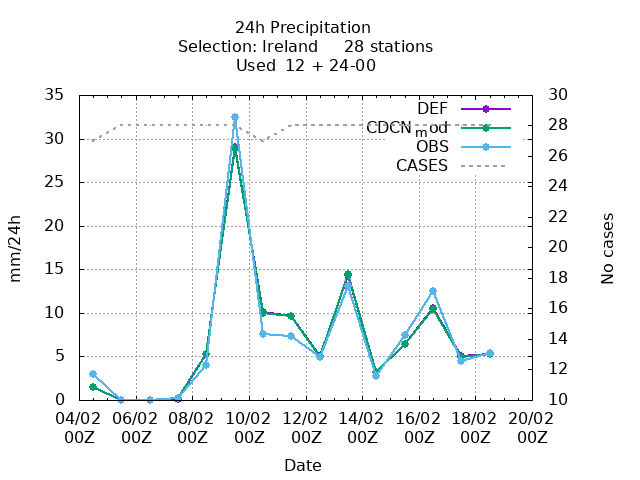 24h Precipitation
Selection: Ireland 28 stations
Used 12 + 24-00
35
30
25
20
15
10
5
0
mm/24h
DEF
CDCN mod
OBS
CASES
30
28
26
24
22
20
18
16
14
12
10
No cases
04/02 00Z
06/02 00Z
08/02 00Z
10/02 00Z
12/02 00Z
14/02 00Z
16/02 00Z
18/02 00Z
20/02 00Z
Date